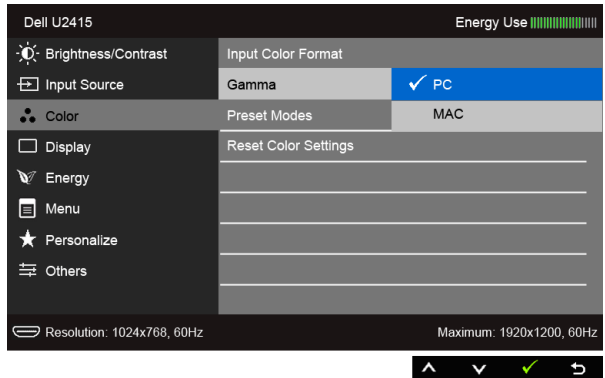 Dell U2415 Energy Use
Brightness/Contrast Input Color Format
Input Source Gamma PC
Color Preset Modes MAC
Display Reset Color Settings
Energy
Menu
Personalize
Others
Resolution: 1024x768, 60Hz Maximum: 1920x1200, 60Hz